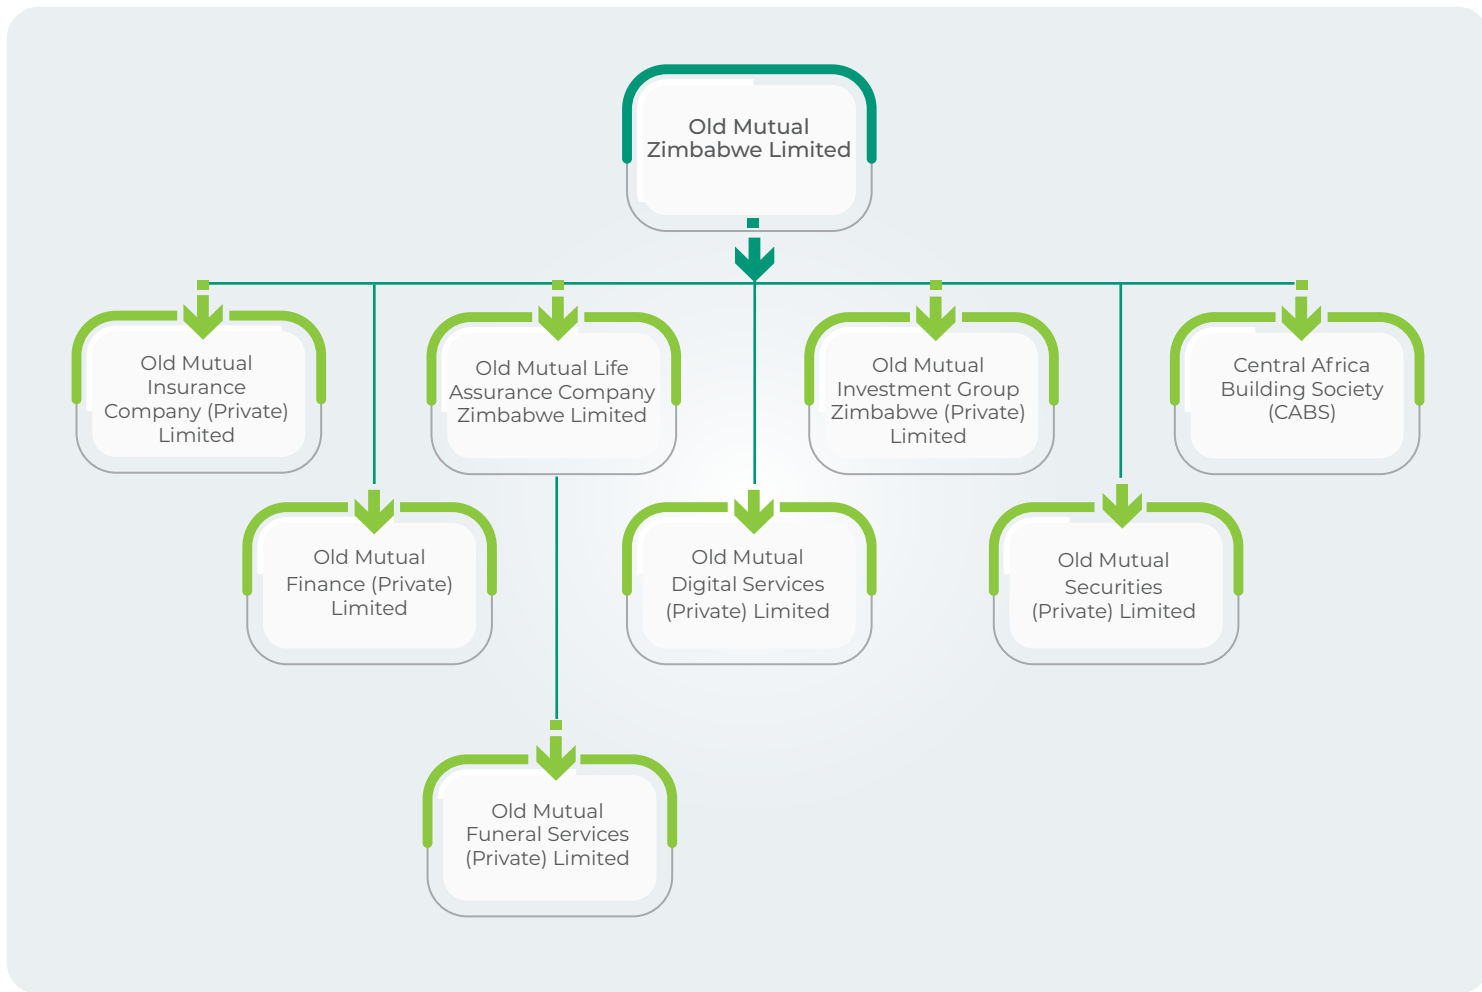 Old Mutual
Zimbabwe Limited
Old Mutual
Insurance
Company (Private)
Limited
Old Mutual Life
Assurance Company
Zimbabwe Limited
Old Mutual
Investment Group
Zimbabwe (Private)
Limited
Central Africa
Building Society
(CABS)
Old Mutual
Finance (Private)
Limited
Old Mutual
Digital Services
(Private) Limited
Old Mutual
Securities
(Private) Limited
Old Mutual
Funeral Services
(Private) Limited